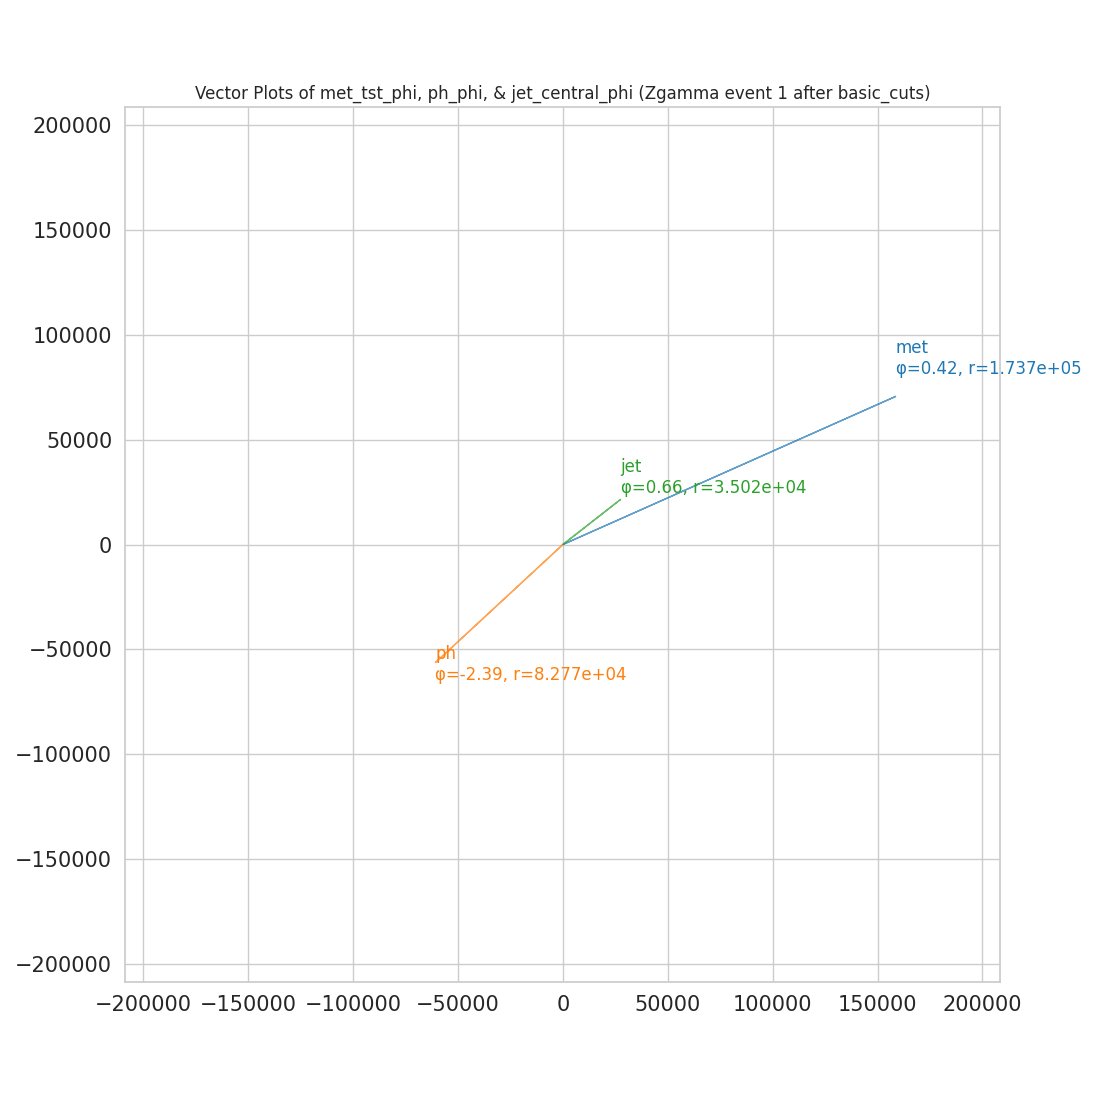 Vector Plots of met_tst_phi, ph_phi, & jet_central_phi (Zgamma event 1 after basic_cuts)
200000
150000
100000
50000
0
−50000
−100000
−150000
−200000
met
φ=0.42, r=1.737e+05
jet
φ=0.66, r=3.502e+04
ph
φ=-2.39, r=8.277e+04
−200000 −150000 −100000 −50000 0 50000 100000 150000 200000